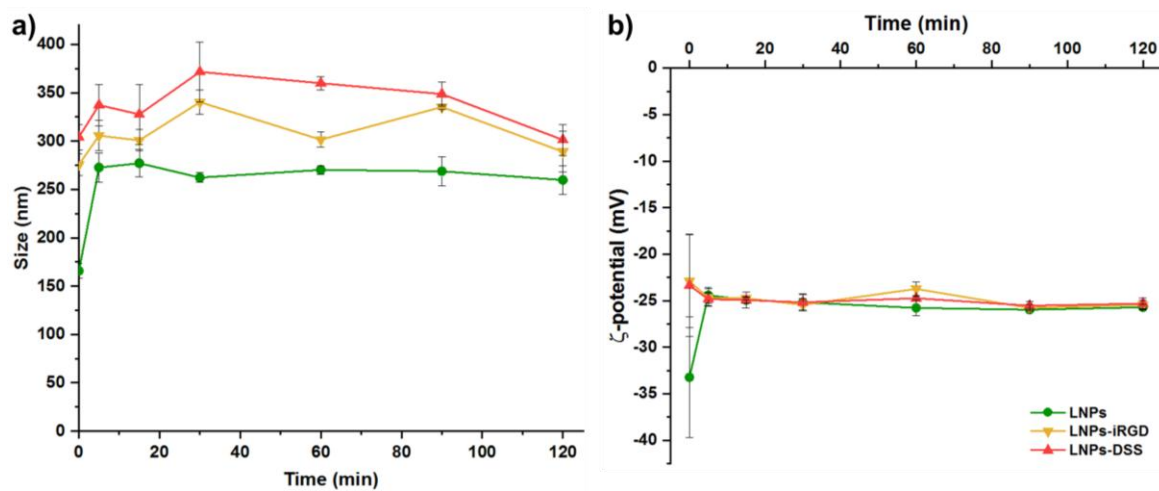 a)
400
350
300
250
200
150
100
50
0
Size (nm)
0 20 40 60 80 100 120
Time (min)
b)
Time (min)
0 20 40 60 80 100 120
0
-5
-10
-15
-20
-25
-30
-35
-40
ζ-potential (mV)
LNPs
LNPs-iRGD
LNPs-DSS